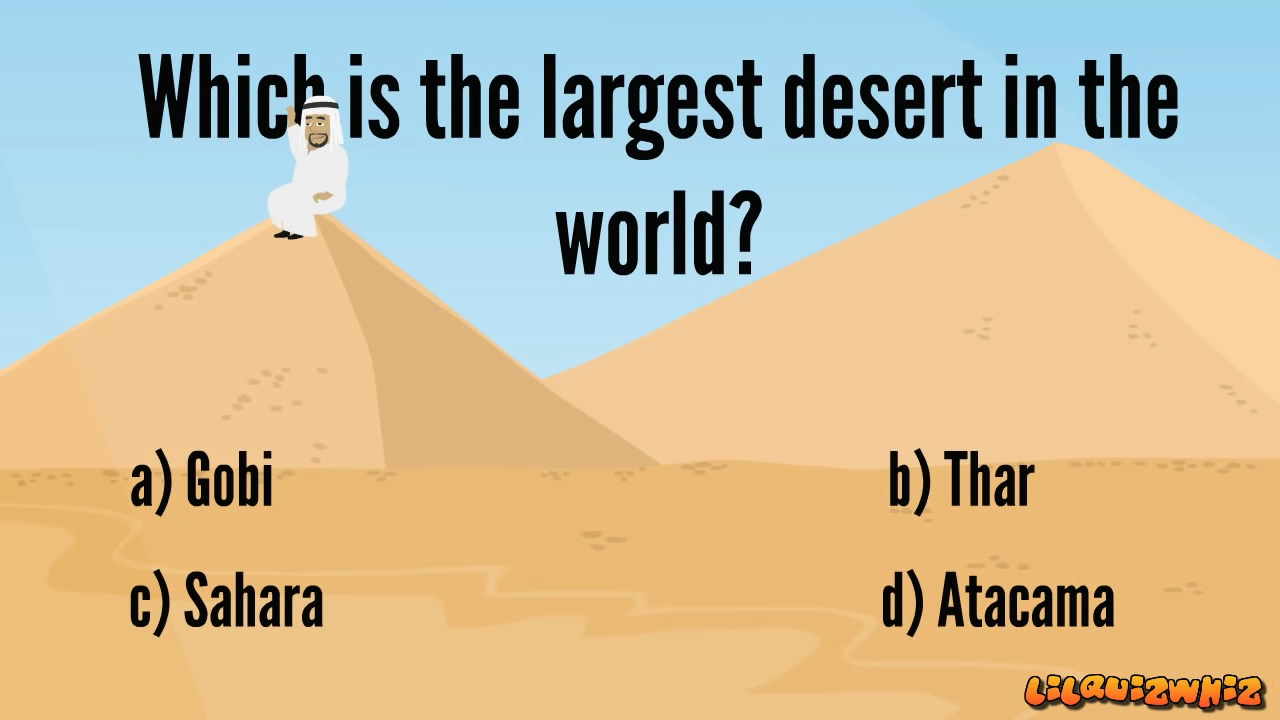 Which is the largest desert in the
world?
a) Gobi
b) Thar
c) Sahara
d) Atacama
LILQUIZWHIZ